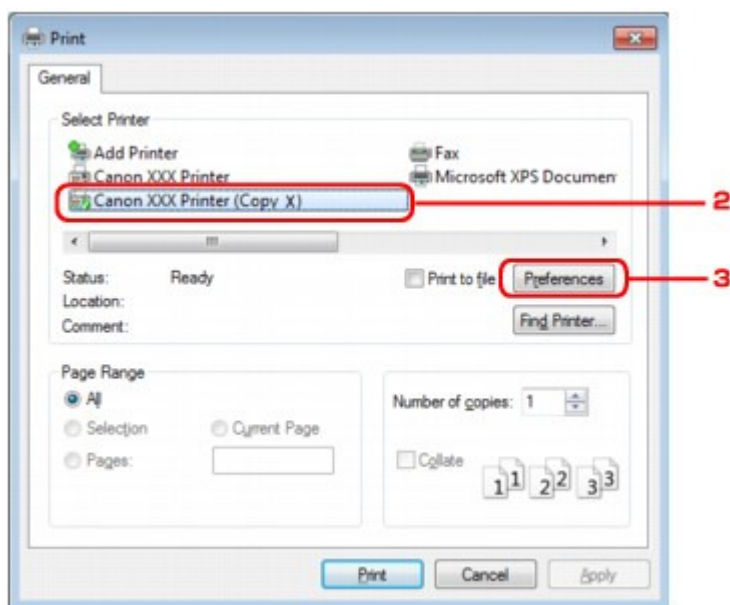 Print
General
Select Printer
Add Printer
Fax
Canon XXX Printer
Microsoft XPS Documen
Canon XXX Printer (Copy X)
2
Status: Ready
Print to file
Preferences
3
Location:
Comment:
Find Printer...
Page Range
All
Number of copies: 1
Selection
Current Page
Pages:
Collate
1 1 2 2 3 3
Print
Cancel
Apply